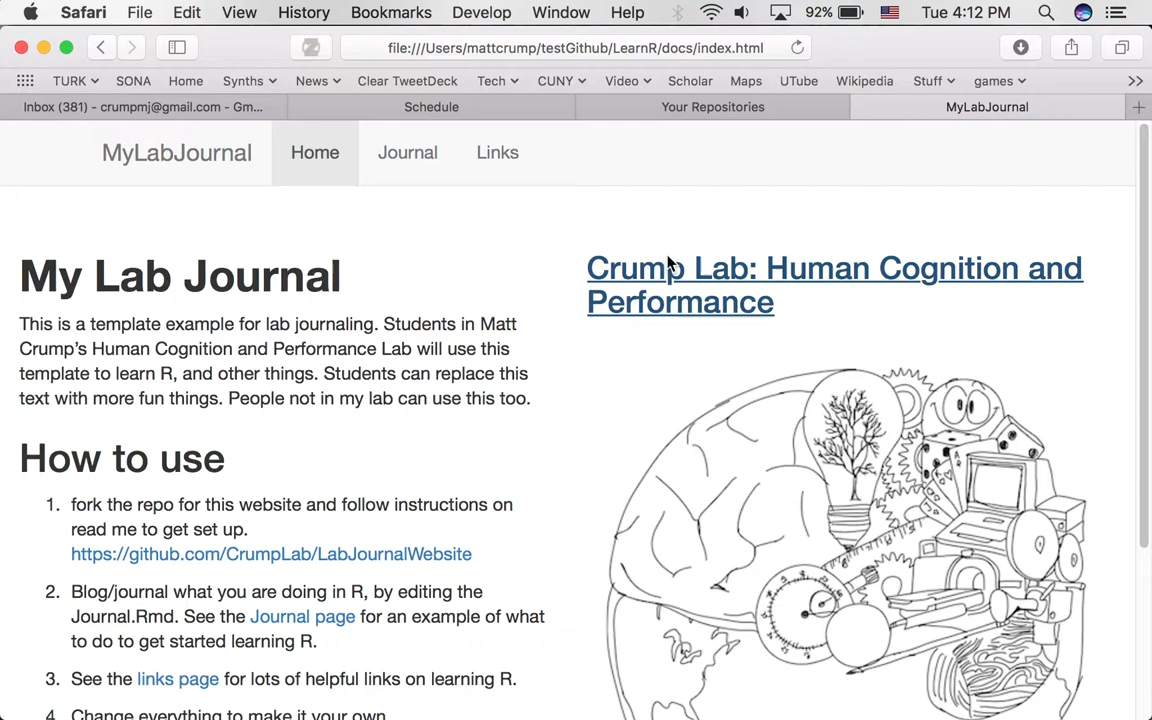 Safari File Edit View History Bookmarks Develop Window Help 92% Tue 4:12 PM
file:///Users/mattcrump/testGithub/LearnR/docs/index.html
TURK SONA Home Synths News Clear TweetDeck Tech CUNY Video Scholar Maps UTube Wikipedia Stuff games >>
Inbox (381) - crumpmj@gmail.com - Gm... Schedule Your Repositories MyLabJournal +
MyLabJournal Home Journal Links
My Lab Journal
This is a template example for lab journaling. Students in Matt
Crump’s Human Cognition and Performance Lab will use this
template to learn R, and other things. Students can replace this
text with more fun things. People not in my lab can use this too.
How to use
1. fork the repo for this website and follow instructions on
read me to get set up.
https://github.com/CrumpLab/LabJournalWebsite
2. Blog/journal what you are doing in R, by editing the
Journal.Rmd. See the Journal page for an example of what
to do to get started learning R.
3. See the links page for lots of helpful links on learning R.
4. Change everything to make it your own.
Crump Lab: Human Cognition and
Performance